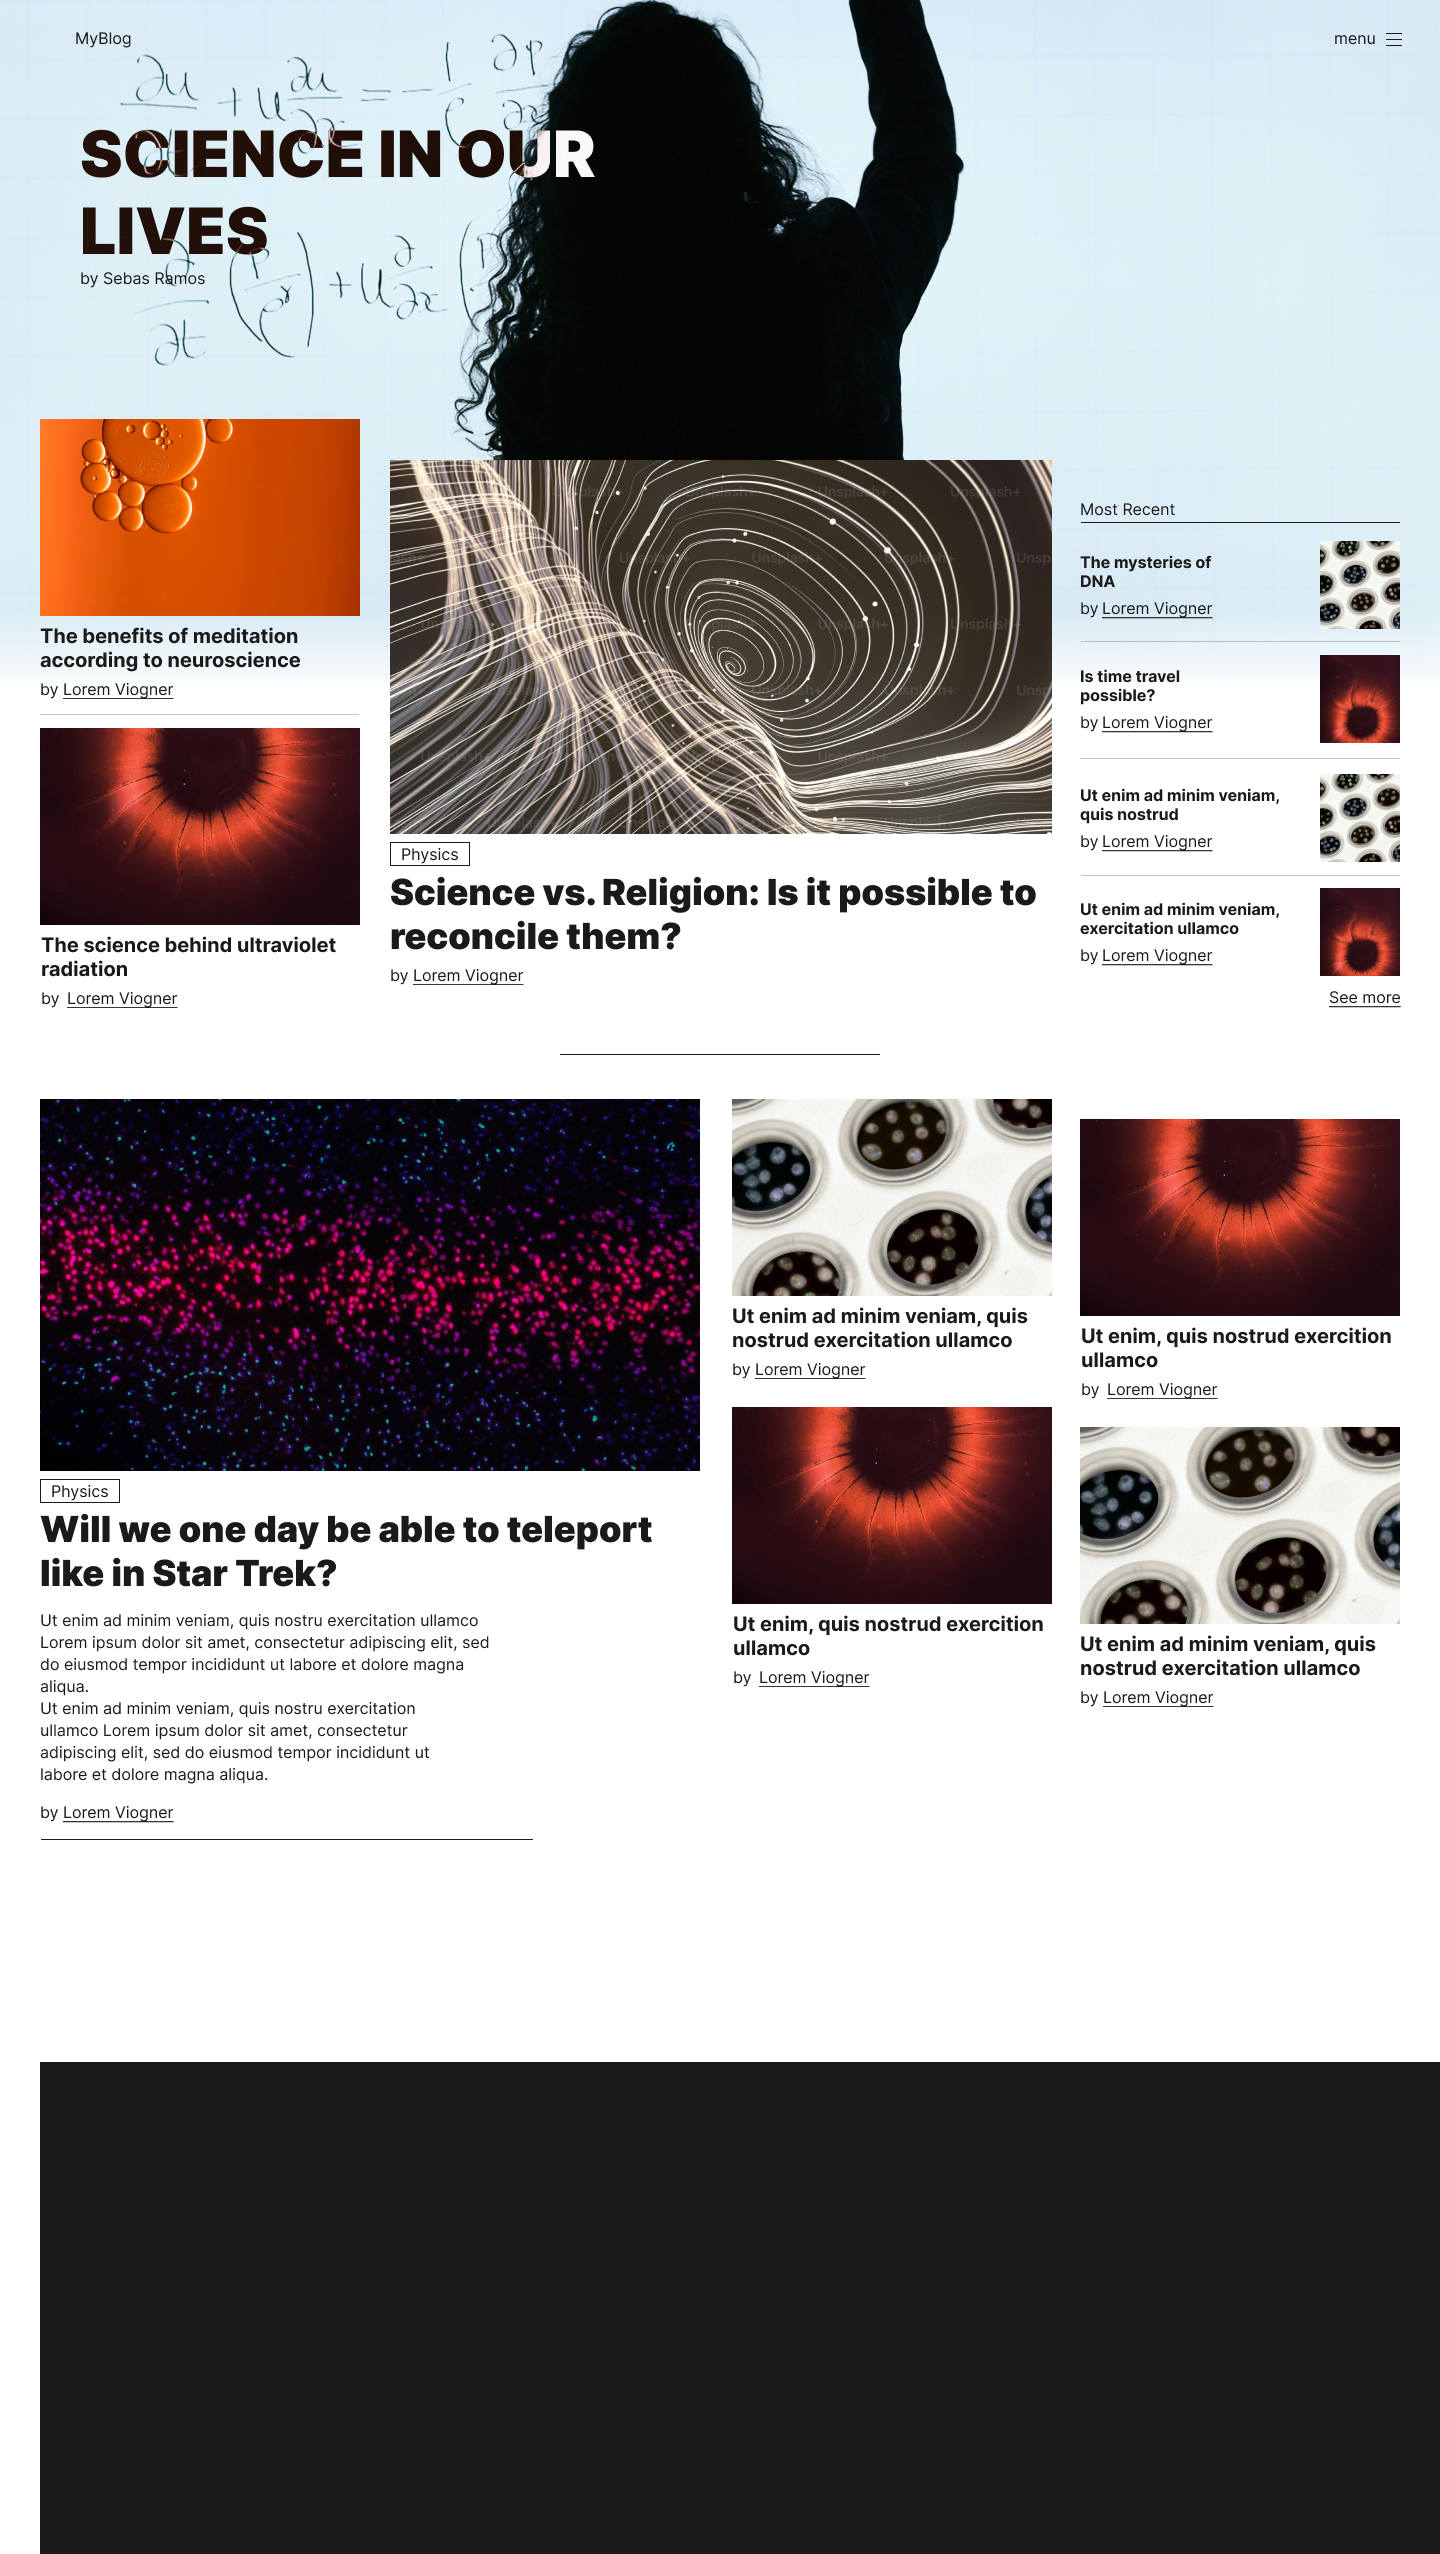 MyBlog
menu
SCIENCE IN OUR
LIVES
by Sebas Ramos
The benefits of meditation
according to neuroscience
by Lorem Viogner
The science behind ultraviolet
radiation
by Lorem Viogner
Physics
Science vs. Religion: Is it possible to
reconcile them?
by Lorem Viogner
Most Recent
The mysteries of
DNA
by Lorem Viogner
Is time travel
possible?
by Lorem Viogner
Ut enim ad minim veniam,
quis nostrud
by Lorem Viogner
Ut enim ad minim veniam,
exercitation ullamco
by Lorem Viogner
See more
Physics
Will we one day be able to teleport
like in Star Trek?
Ut enim ad minim veniam, quis nostru exercitation ullamco
Lorem ipsum dolor sit amet, consectetur adipiscing elit, sed
do eiusmod tempor incididunt ut labore et dolore magna
aliqua.
Ut enim ad minim veniam, quis nostru exercitation
ullamco Lorem ipsum dolor sit amet, consectetur
adipiscing elit, sed do eiusmod tempor incididunt ut
labore et dolore magna aliqua.
by Lorem Viogner
Ut enim ad minim veniam, quis
nostrud exercitation ullamco
by Lorem Viogner
Ut enim, quis nostrud exercition
ullamco
by Lorem Viogner
Ut enim, quis nostrud exercition
ullamco
by Lorem Viogner
Ut enim ad minim veniam, quis
nostrud exercitation ullamco
by Lorem Viogner